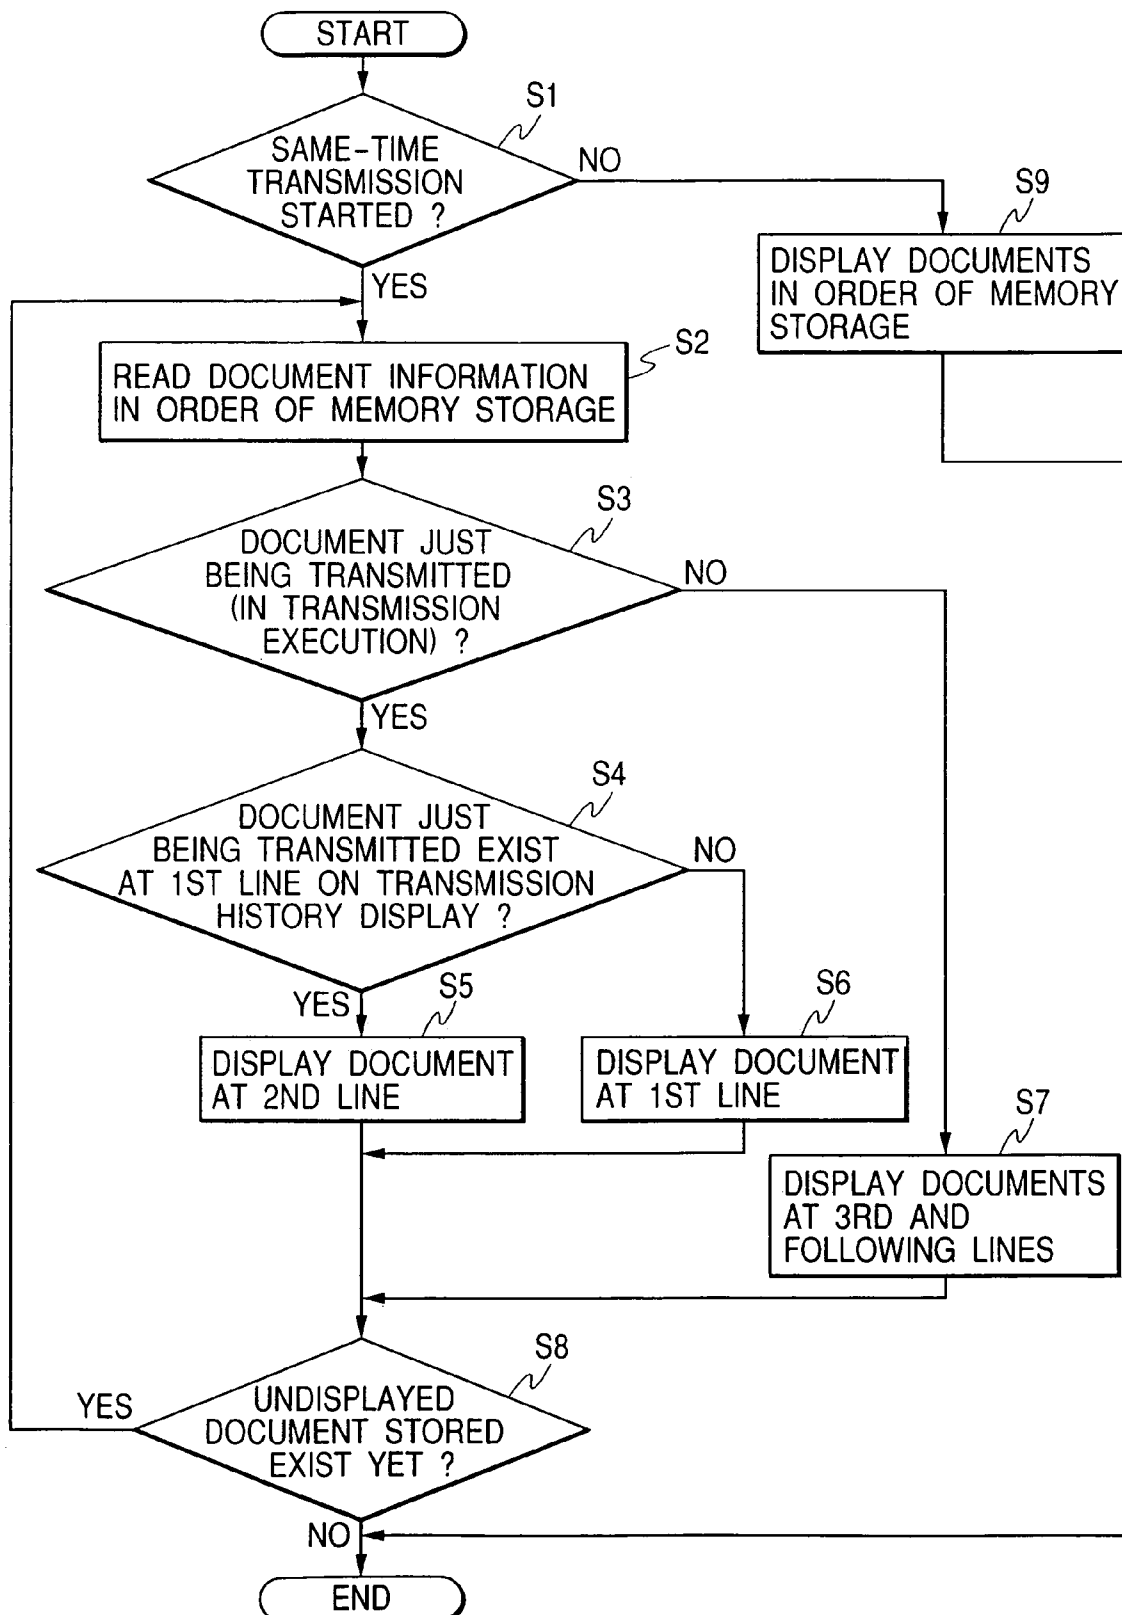 START
S1
SAME-TIME
TRANSMISSION
STARTED ?
NO
YES
S9
DISPLAY DOCUMENTS
IN ORDER OF MEMORY
STORAGE
S2
READ DOCUMENT INFORMATION
IN ORDER OF MEMORY STORAGE
S3
DOCUMENT JUST
BEING TRANSMITTED
(IN TRANSMISSION
EXECUTION) ?
NO
YES
S4
DOCUMENT JUST
BEING TRANSMITTED EXIST
AT 1ST LINE ON TRANSMISSION
HISTORY DISPLAY ?
NO
YES
S5
DISPLAY DOCUMENT
AT 2ND LINE
S6
DISPLAY DOCUMENT
AT 1ST LINE
S7
DISPLAY DOCUMENTS
AT 3RD AND
FOLLOWING LINES
S8
UNDISPLAYED
DOCUMENT STORED
EXIST YET ?
YES
NO
END